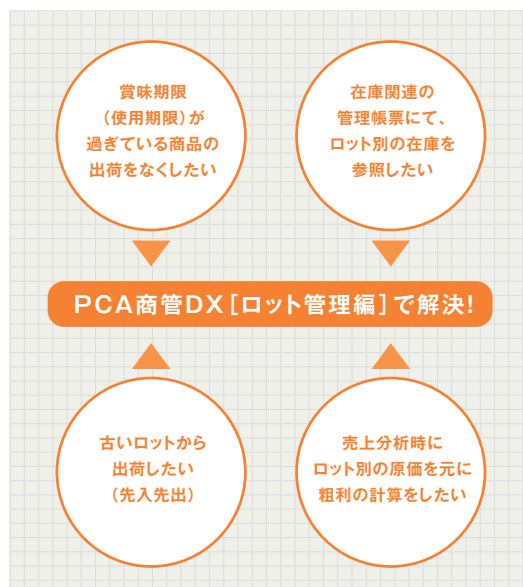 賞味期限
（使用期限）が
過ぎている商品の
出荷をなくしたい
在庫関連の
管理帳票にて、
ロット別の在庫を
参照したい
PCA商管DX［ロット管理編］で解決！
古いロットから
出荷したい
（先入先出）
売上分析時に
ロット別の原価を元に
粗利の計算をしたい